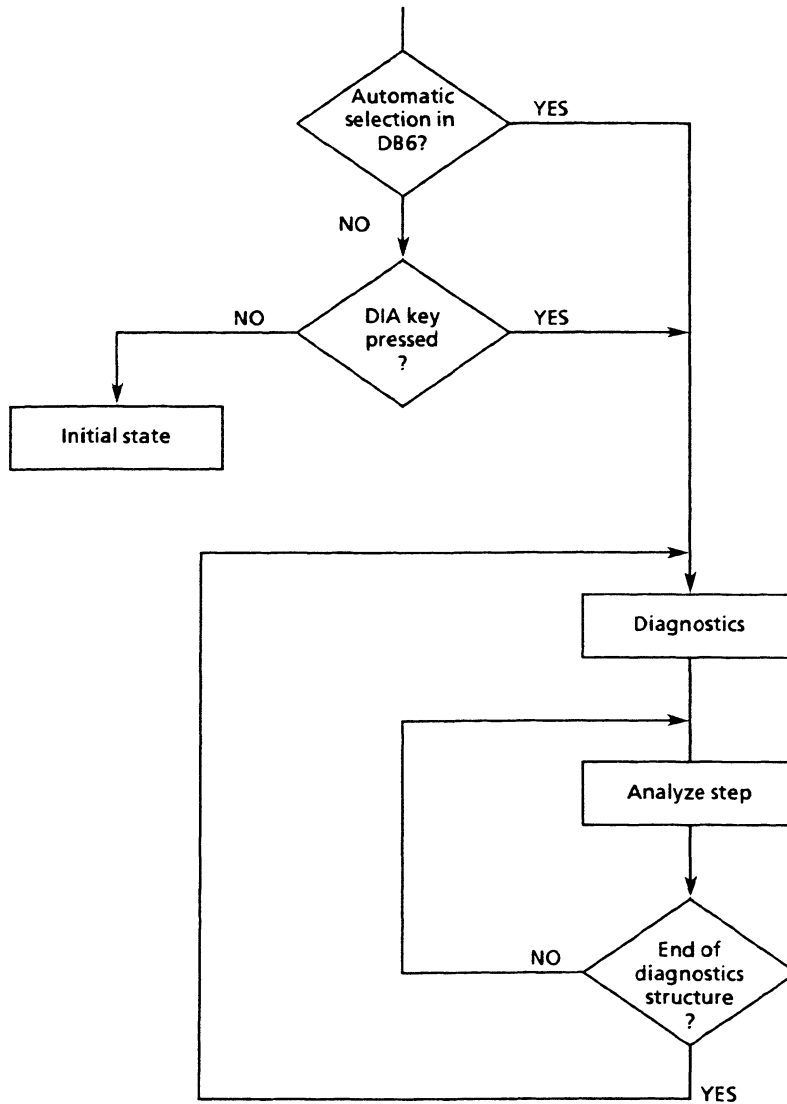 Automatic
selection in
DB6?
YES
NO
DIA key
pressed
?
NO
YES
Initial state
Diagnostics
Analyze step
End of
diagnostics
structure
?
NO
YES